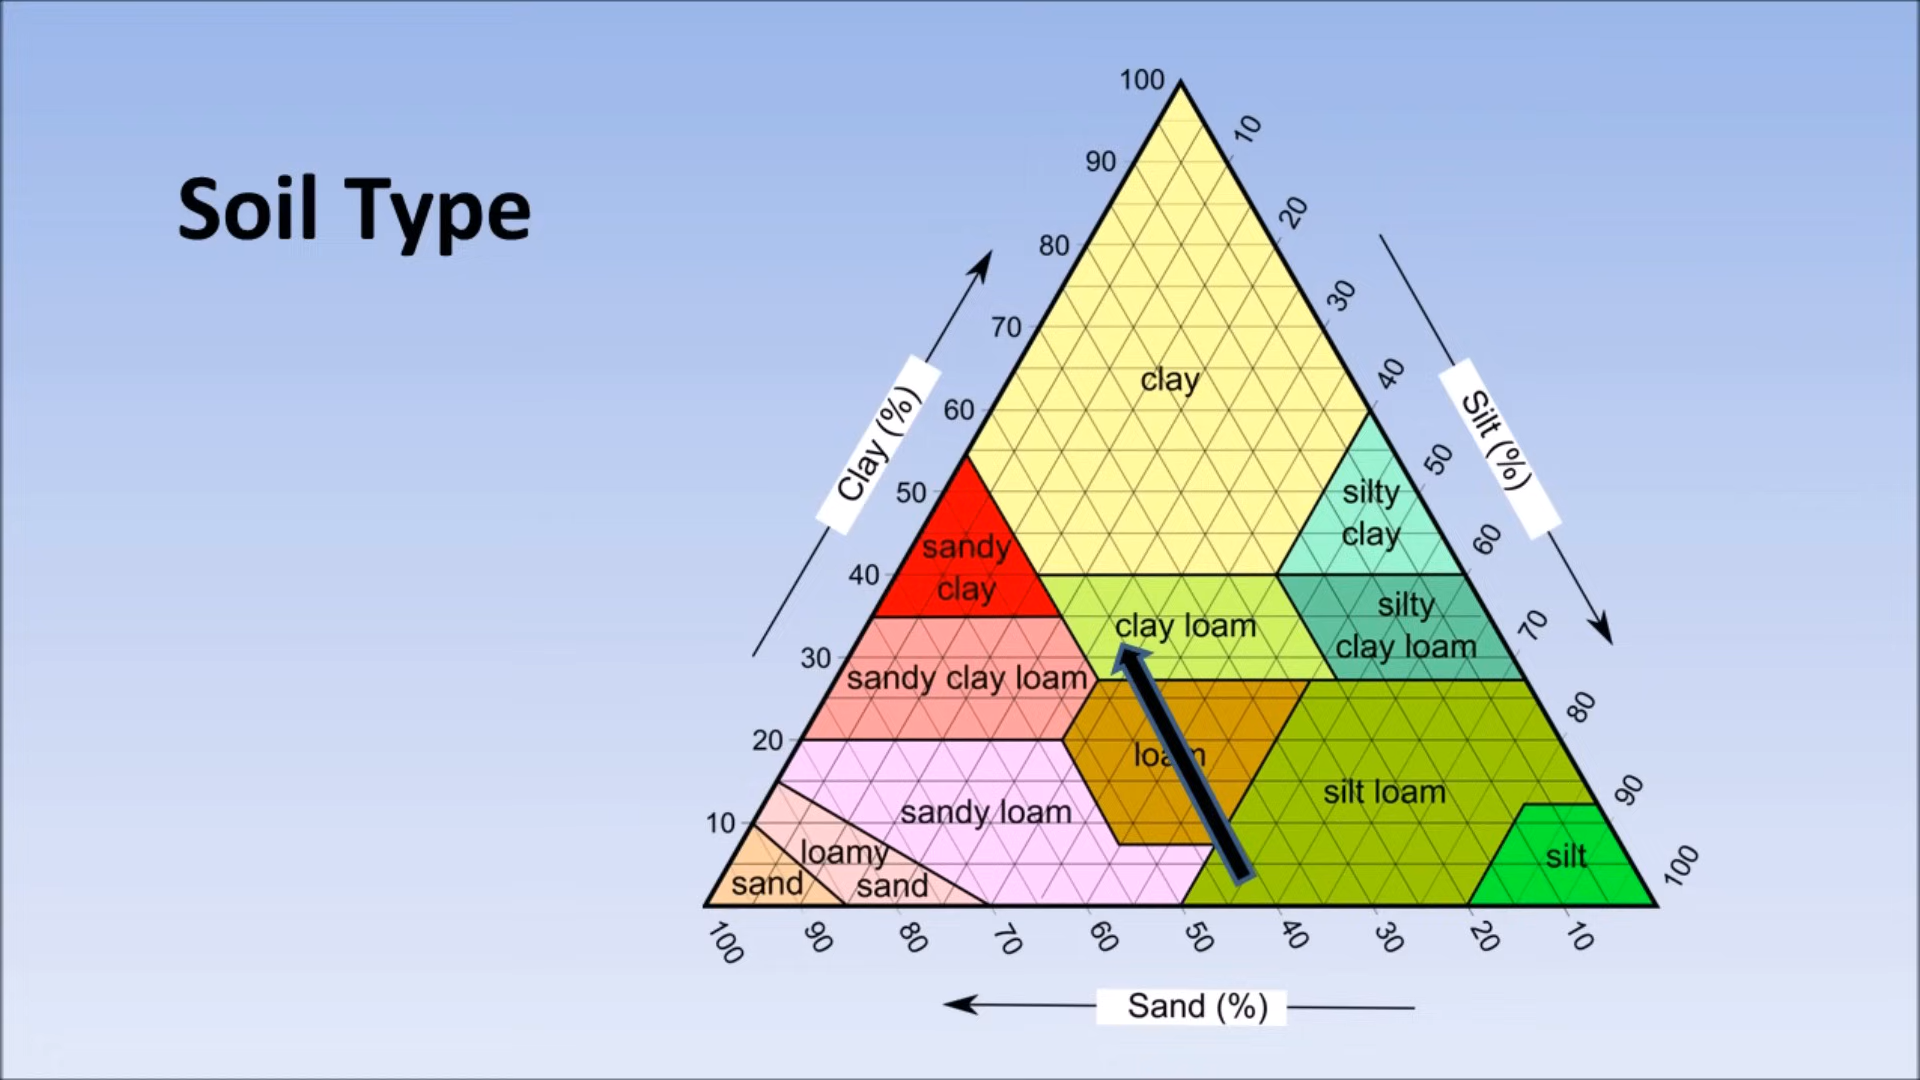 Soil Type
100
90
80
70
60
50
40
30
20
10
Clay (%)
10
20
30
40
50
60
70
80
90
100
Silt (%)
clay
silty
clay
sandy
clay
clay loam
silty
clay loam
sandy clay loam
loam
silt loam
sandy loam
loamy
sand
sand
silt
100
90
80
70
60
50
40
30
20
10
Sand (%)